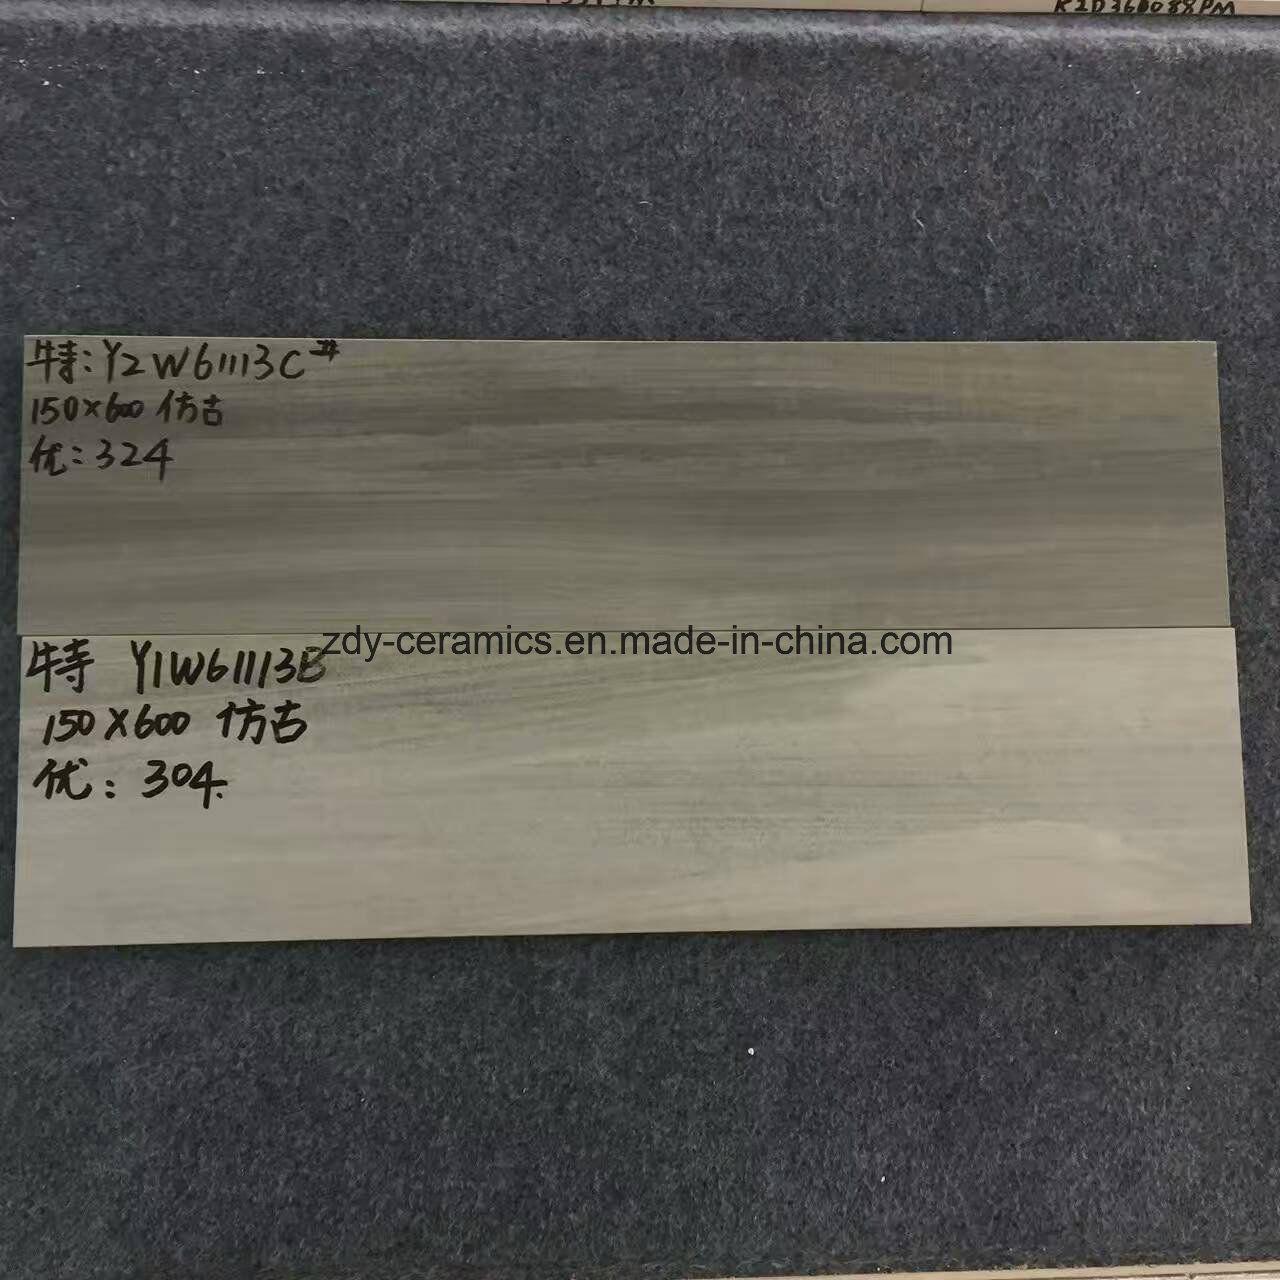 K2D360088PM
特: Y2W61113C#
150×600 仿古
优: 324
zdy-ceramics.en.made-in-china.com
特 Y1W61113B
150×600 仿古
优: 304.